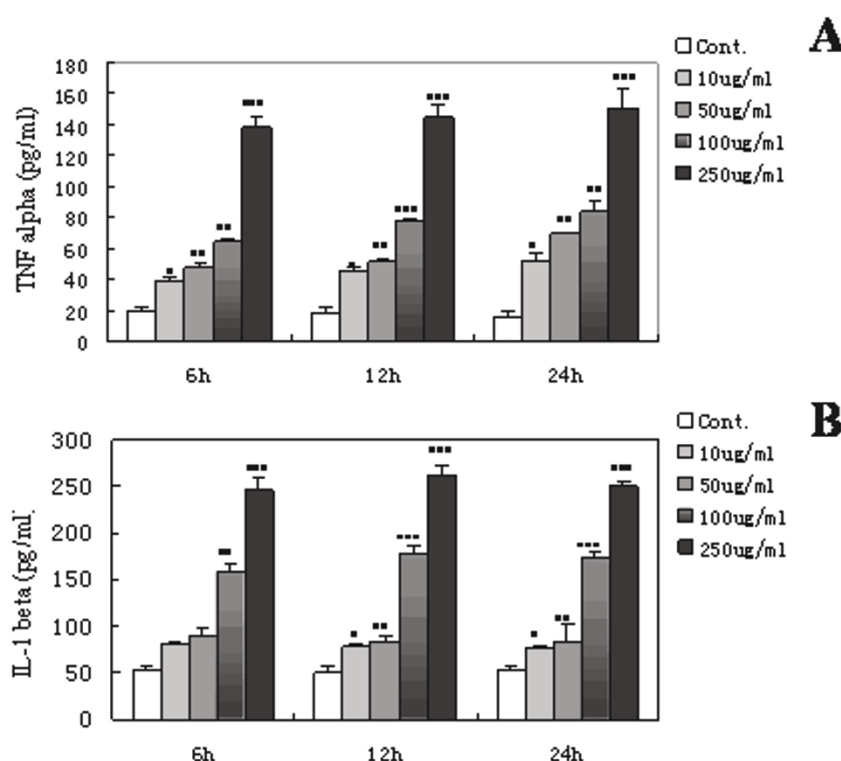 A
Cont.
10ug/ml
50ug/ml
100ug/ml
250ug/ml
TNF alpha (pg/ml)
180
160
140
120
100
80
60
40
20
0
6h 12h 24h
B
Cont.
10ug/ml
50ug/ml
100ug/ml
250ug/ml
IL-1 beta (pg/ml)
300
250
200
150
100
50
0
6h 12h 24h